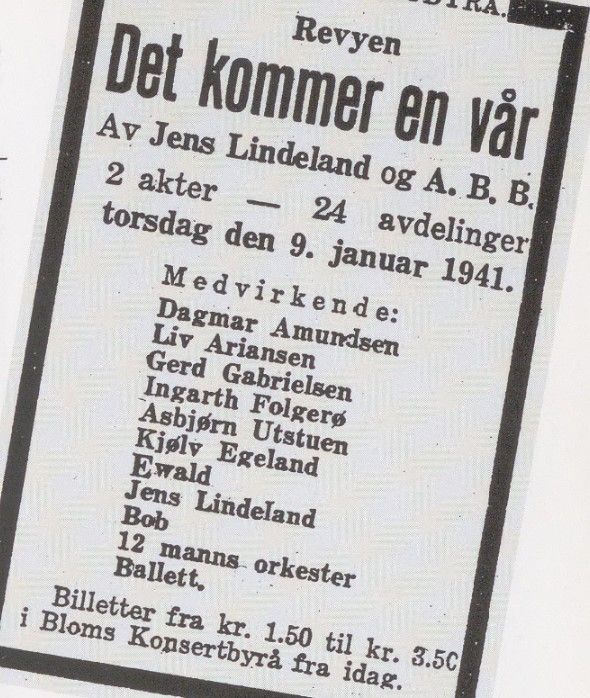 Revyen
Det kommer en vår
Av Jens Lindeland og A. B. B.
2 akter — 24 avdelinger
torsdag den 9. januar 1941.
Medvirkende:
Dagmar Amundsen
Liv Ariansen
Gerd Gabrielsen
Ingarth Folgerø
Asbjørn Utstuen
Kjølv Egeland
Ewald
Jens Lindeland
Bob
12 manns orkester
Ballett.
Billetter fra kr. 1.50 til kr. 3.50
i Bloms Konsertbyrå fra idag.